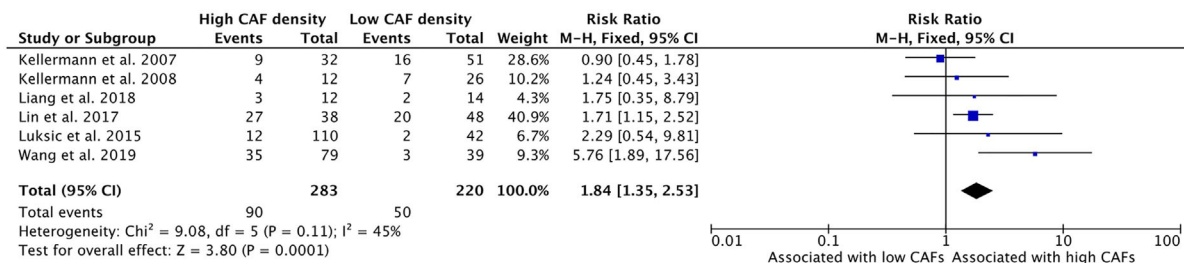 High CAF density Low CAF density Risk Ratio Risk Ratio
Study or Subgroup Events Total Events Total Weight M-H, Fixed, 95% CI M-H, Fixed, 95% CI
Kellermann et al. 2007 9 32 16 51 28.6% 0.90 [0.45, 1.78]
Kellermann et al. 2008 4 12 7 26 10.2% 1.24 [0.45, 3.43]
Liang et al. 2018 3 12 2 14 4.3% 1.75 [0.35, 8.79]
Lin et al. 2017 27 38 20 48 40.9% 1.71 [1.15, 2.52]
Luksic et al. 2015 12 110 2 42 6.7% 2.29 [0.54, 9.81]
Wang et al. 2019 35 79 3 39 9.3% 5.76 [1.89, 17.56]
Total (95% CI) 283 220 100.0% 1.84 [1.35, 2.53]
Total events 90 50
Heterogeneity: Chi² = 9.08, df = 5 (P = 0.11); I² = 45%
Test for overall effect: Z = 3.80 (P = 0.0001)
0.01 0.1 1 10 100
Associated with low CAFs Associated with high CAFs